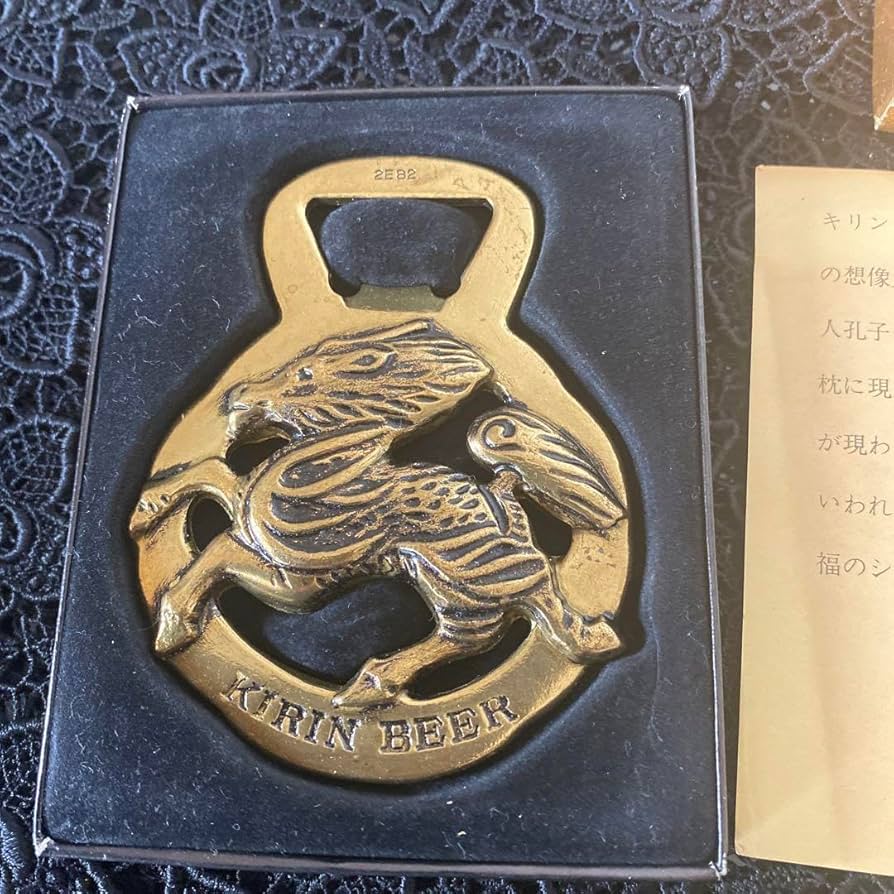 2E82
KIRIN BEER
キリン
の想像
人孔子
枕に現
が現わ
いわれ
福のシ